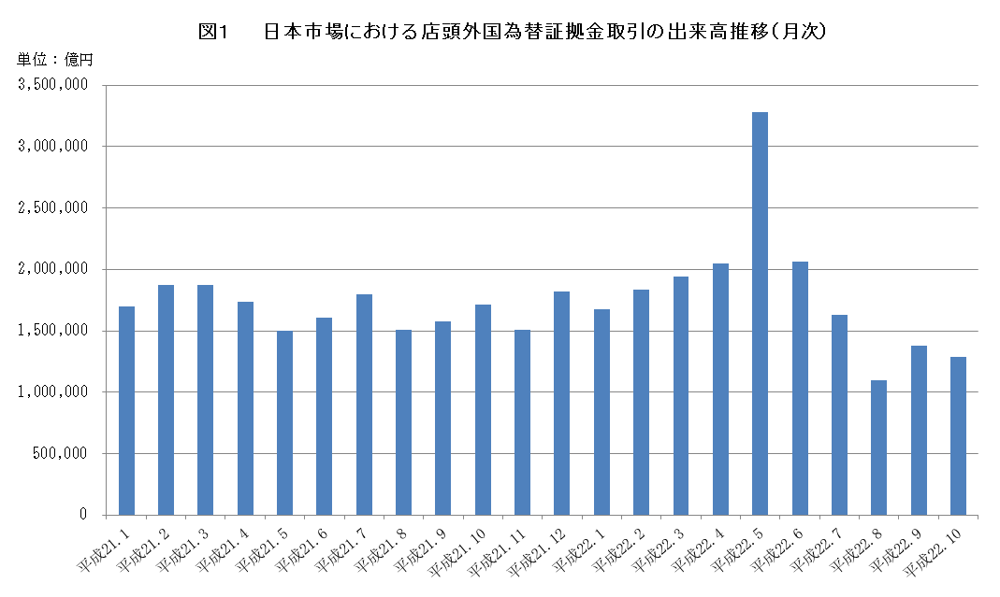 図1 日本市場における店頭外国為替証拠金取引の出来高推移(月次)
単位：億円
3,500,000
3,000,000
2,500,000
2,000,000
1,500,000
1,000,000
500,000
0
平成21.1
平成21.2
平成21.3
平成21.4
平成21.5
平成21.6
平成21.7
平成21.8
平成21.9
平成21.10
平成21.11
平成21.12
平成22.1
平成22.2
平成22.3
平成22.4
平成22.5
平成22.6
平成22.7
平成22.8
平成22.9
平成22.10